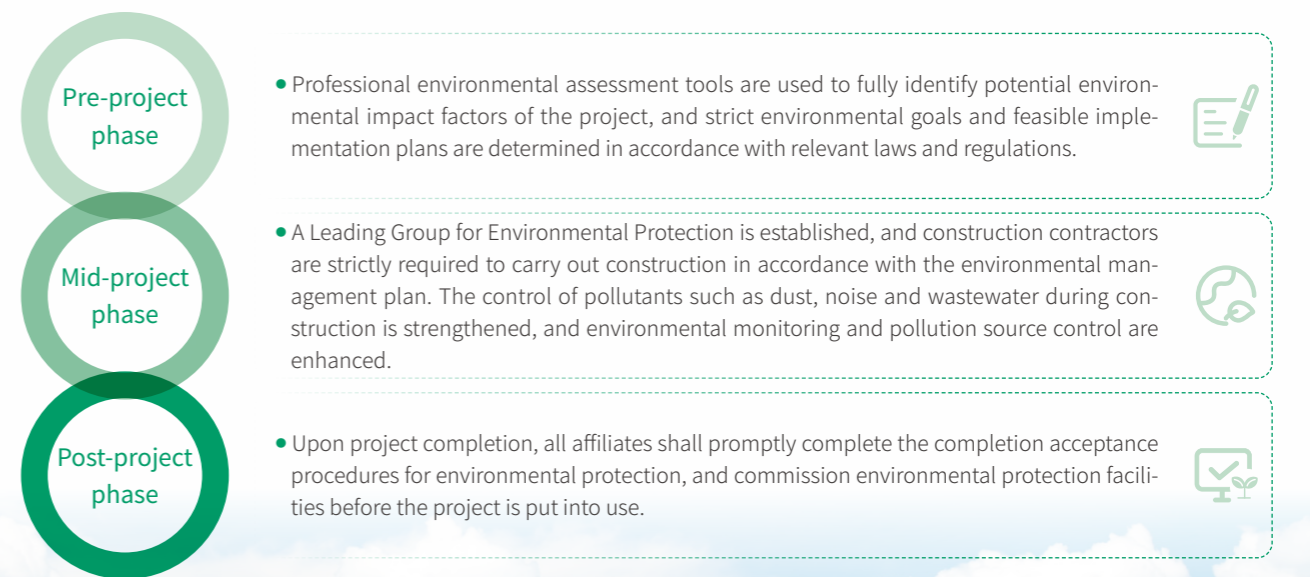 Pre-project
phase
● Professional environmental assessment tools are used to fully identify potential environ-
mental impact factors of the project, and strict environmental goals and feasible imple-
mentation plans are determined in accordance with relevant laws and regulations.
Mid-project
phase
● A Leading Group for Environmental Protection is established, and construction contractors
are strictly required to carry out construction in accordance with the environmental man-
agement plan. The control of pollutants such as dust, noise and wastewater during con-
struction is strengthened, and environmental monitoring and pollution source control are
enhanced.
Post-project
phase
● Upon project completion, all affiliates shall promptly complete the completion acceptance
procedures for environmental protection, and commission environmental protection facili-
ties before the project is put into use.